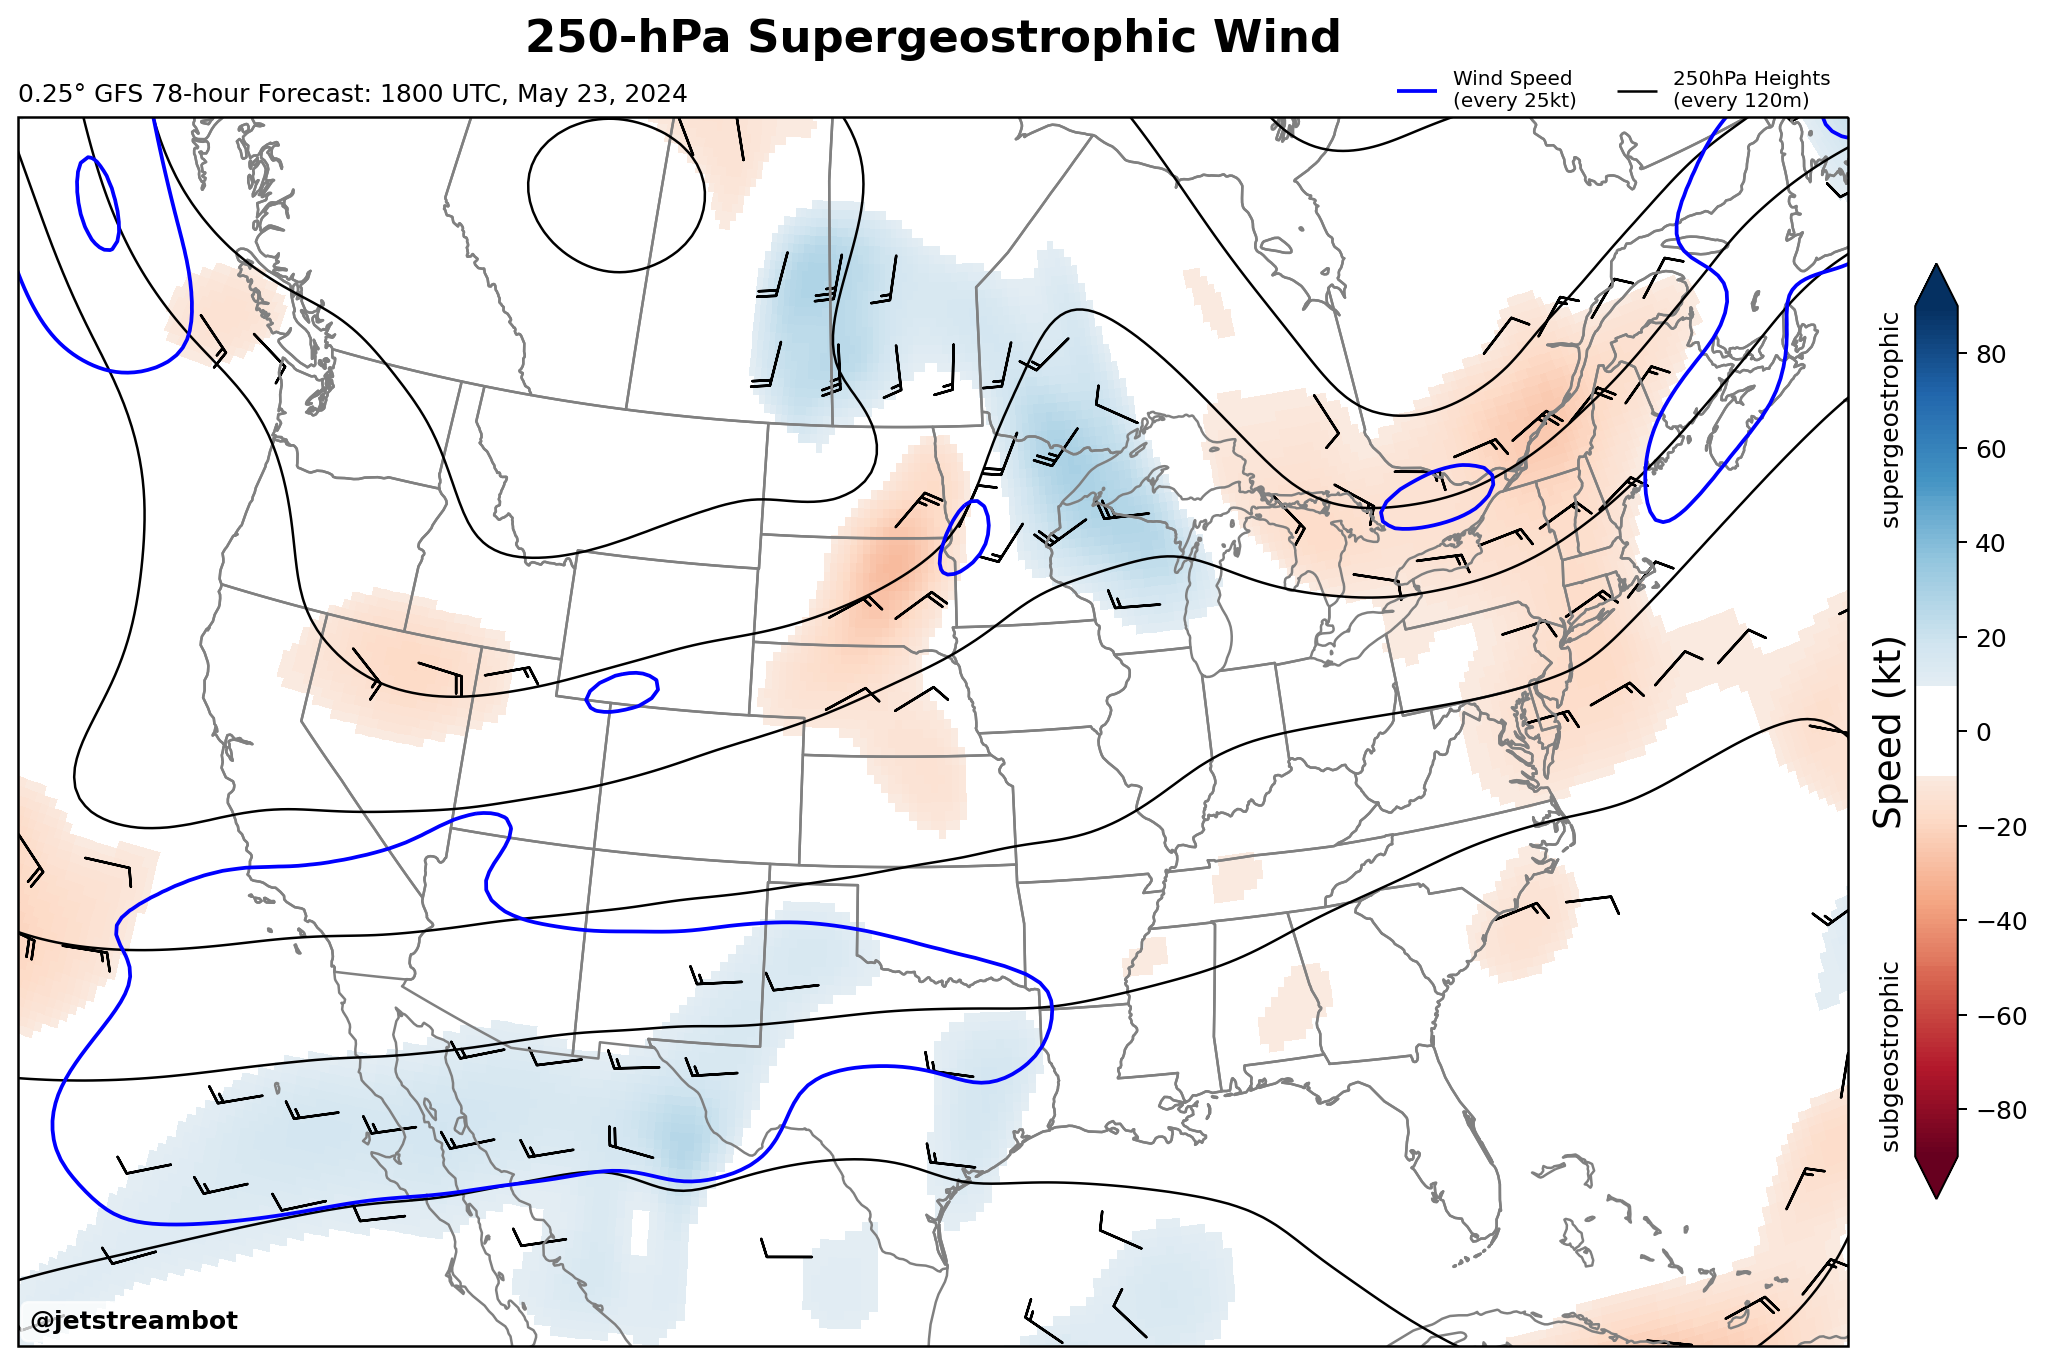 250-hPa Supergeostrophic Wind
0.25° GFS 78-hour Forecast: 1800 UTC, May 23, 2024
Wind Speed
(every 25kt)
250hPa Heights
(every 120m)
supergeostrophic
subgeostrophic
Speed (kt)
80
60
40
20
0
−20
−40
−60
−80
@jetstreambot